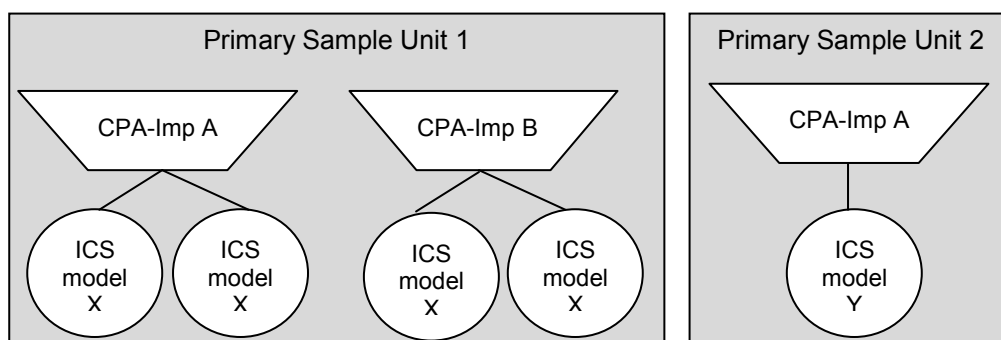 Primary Sample Unit 1
CPA-Imp A
CPA-Imp B
ICS
model
X
ICS
model
X
ICS
model
X
ICS
model
X
Primary Sample Unit 2
CPA-Imp A
ICS
model
Y